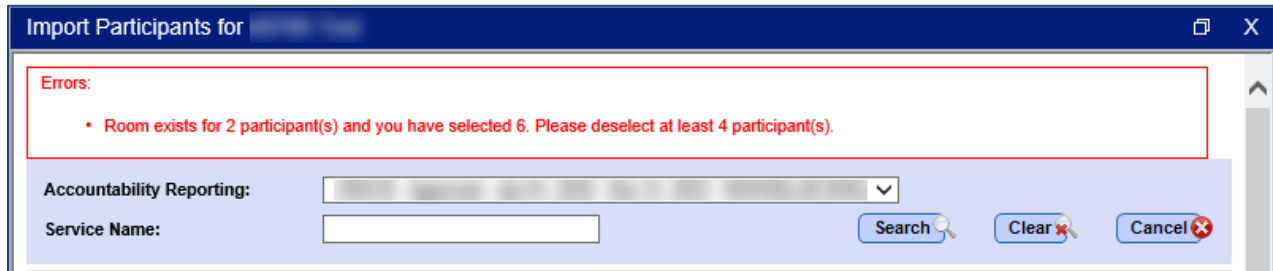 Import Participants for
X
Errors:
• Room exists for 2 participant(s) and you have selected 6. Please deselect at least 4 participant(s).
Accountability Reporting:
Service Name:
Search Clear Cancel